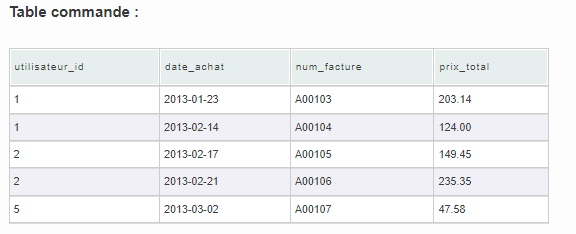 Table commande :
utilisateur_id date_achat num_facture prix_total
1 2013-01-23 A00103 203.14
1 2013-02-14 A00104 124.00
2 2013-02-17 A00105 149.45
2 2013-02-21 A00106 235.35
5 2013-03-02 A00107 47.58